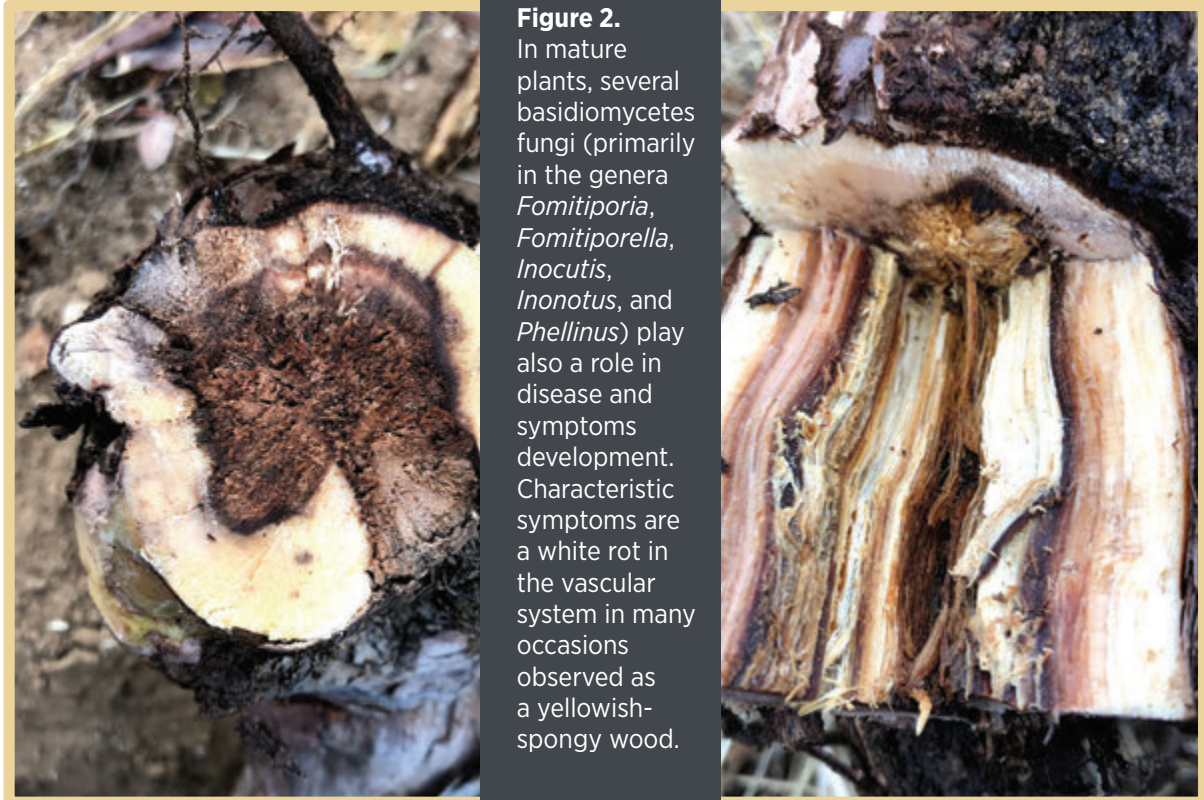 Figure 2.
In mature
plants, several
basidiomycetes
fungi (primarily
in the genera
Fomitiporia,
Fomitiporella,
Inocutis,
Inonotus, and
Phellinus) play
also a role in
disease and
symptoms
development.
Characteristic
symptoms are
a white rot in
the vascular
system in many
occasions
observed as
a yellowish-
spongy wood.